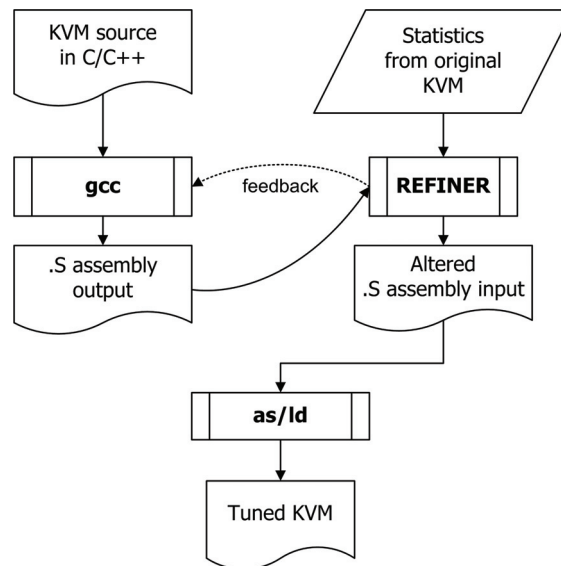 KVM source
in C/C++
Statistics
from original
KVM
gcc
feedback
REFINER
.S assembly
output
Altered
.S assembly input
as/ld
Tuned KVM